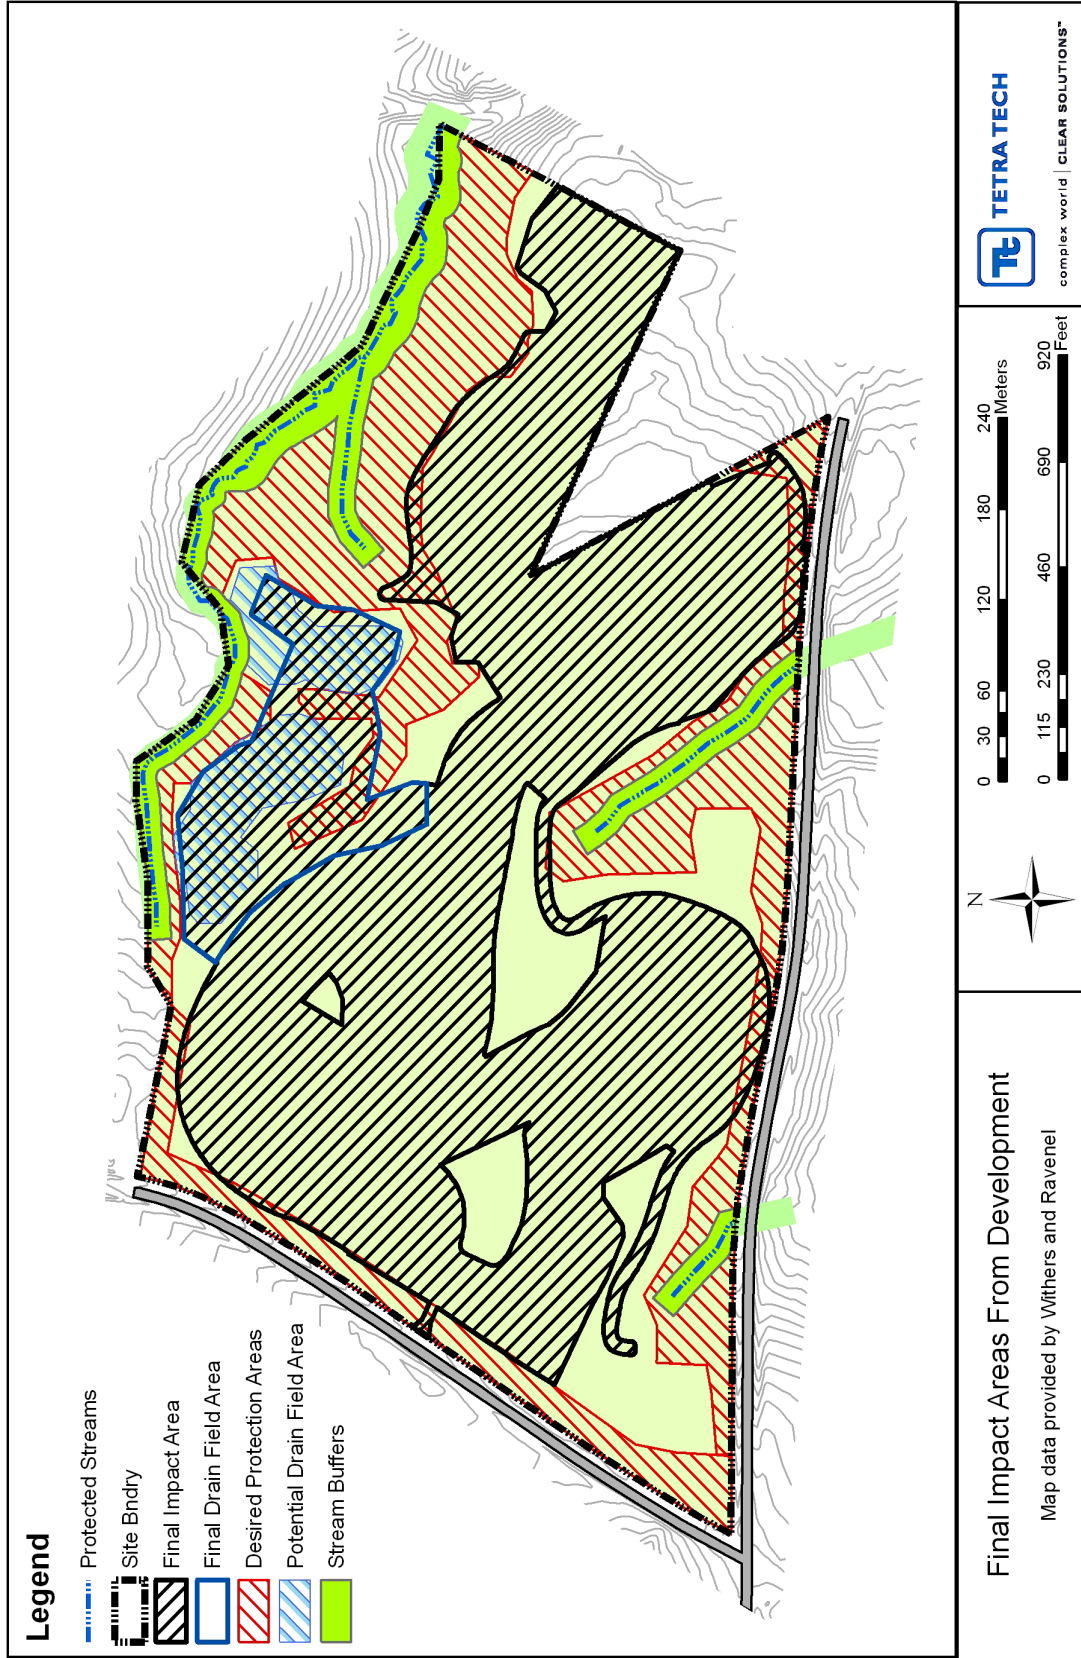 Legend
Protected Streams
Site Bndry
Final Impact Area
Final Drain Field Area
Desired Protection Areas
Potential Drain Field Area
Stream Buffers
Final Impact Areas From Development
Map data provided by Withers and Ravenel
N
0 30 60 120 180 240
Meters
0 115 230 460 690 920
Feet
Tt TETRA TECH
complex world | CLEAR SOLUTIONS™